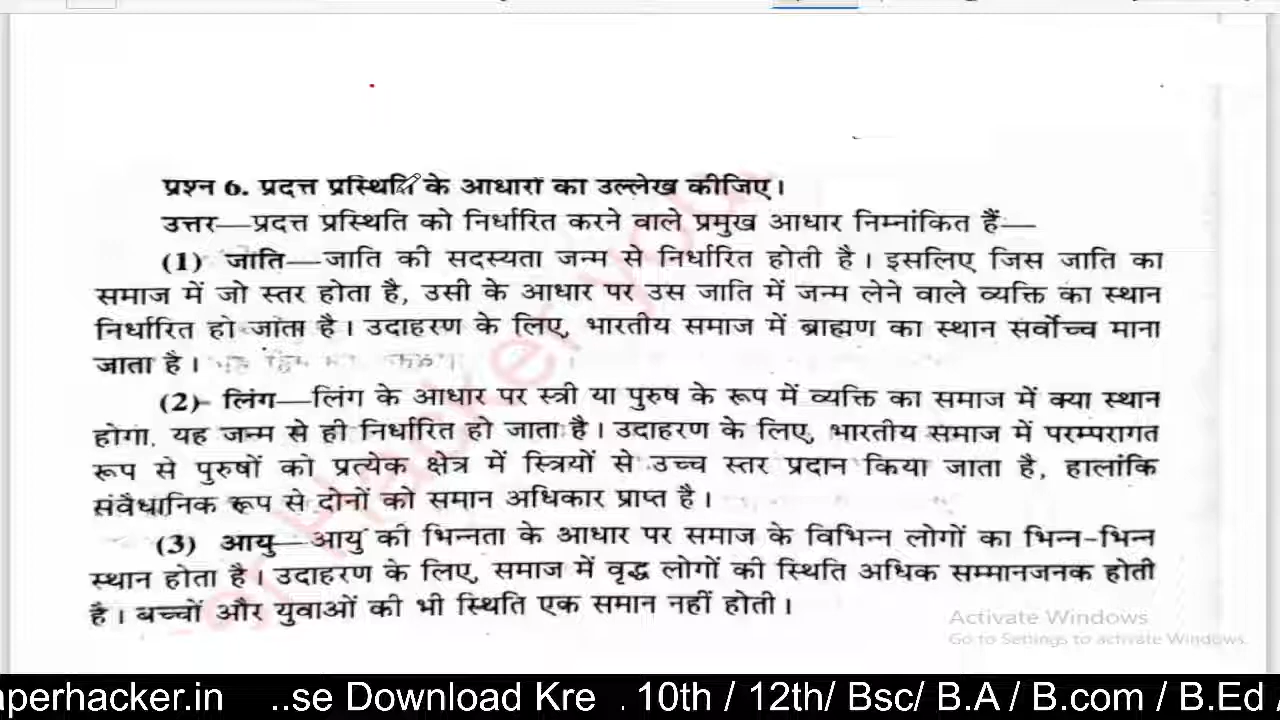 प्रश्न 6. प्रदत्त प्रस्थिति के आधारों का उल्लेख कीजिए।
उत्तर—प्रदत्त प्रस्थिति को निर्धारित करने वाले प्रमुख आधार निम्नांकित हैं—
(1) जाति—जाति की सदस्यता जन्म से निर्धारित होती है। इसलिए जिस जाति का
समाज में जो स्तर होता है, उसी के आधार पर उस जाति में जन्म लेने वाले व्यक्ति का स्थान
निर्धारित हो जाता है। उदाहरण के लिए, भारतीय समाज में ब्राह्मण का स्थान सर्वोच्च माना
जाता है।
(2) लिंग—लिंग के आधार पर स्त्री या पुरुष के रूप में व्यक्ति का समाज में क्या स्थान
होगा, यह जन्म से ही निर्धारित हो जाता है। उदाहरण के लिए, भारतीय समाज में परम्परागत
रूप से पुरुषों को प्रत्येक क्षेत्र में स्त्रियों से उच्च स्तर प्रदान किया जाता है, हालांकि
संवैधानिक रूप से दोनों को समान अधिकार प्राप्त है।
(3) आयु—आयु की भिन्नता के आधार पर समाज के विभिन्न लोगों का भिन्न-भिन्न
स्थान होता है। उदाहरण के लिए, समाज में वृद्ध लोगों की स्थिति अधिक सम्मानजनक होती
है। बच्चों और युवाओं की भी स्थिति एक समान नहीं होती।
Activate Windows
Go to Settings to activate Windows.
aperhacker.in ..se Download Kre . 10th / 12th/ Bsc/ B.A / B.com / B.Ed